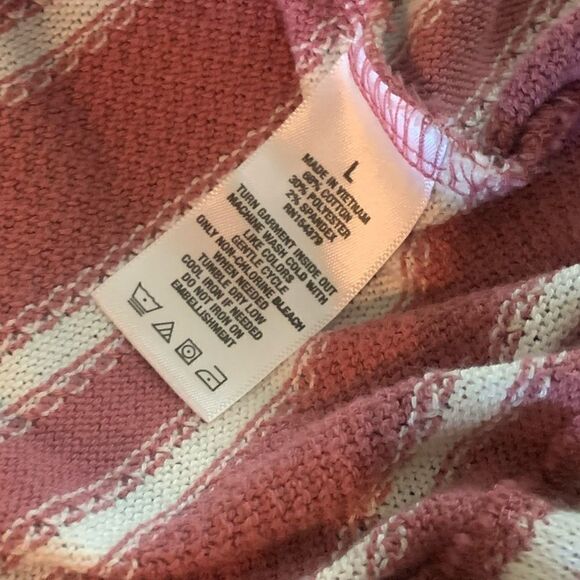 L
MADE IN VIETNAM
68% COTTON
30% POLYESTER
2% SPANDEX
TURN GARMENT INSIDE OUT
MACHINE WASH COLD WITH
LIKE COLORS
GENTLE CYCLE
ONLY NON-CHLORINE BLEACH
WHEN NEEDED
TUMBLE DRY LOW
COOL IRON IF NEEDED
DO NOT IRON ON
EMBELLISHMENT